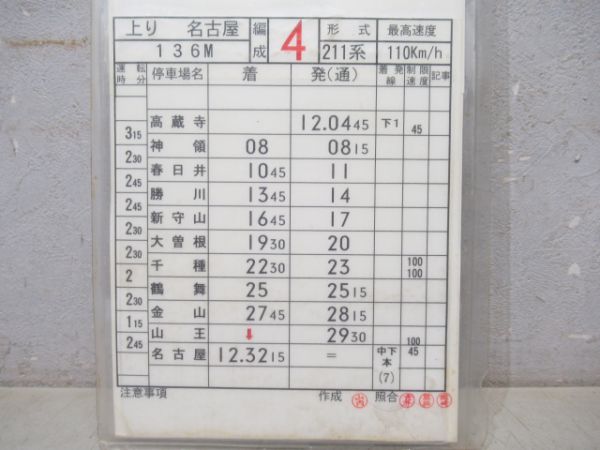 上り 名古屋 編成 4 形式 最高速度
136M 211系 110Km/h
運転時分 停車場名 着 発(通) 着発線 制限速度 記事
高蔵寺 12.04 45 下1 45
3 15
神領 08 08 15
2 30
春日井 10 45 11
2 45
勝川 13 45 14
2 45
新守山 16 45 17
2 30
大曽根 19 30 20
2 30
千種 22 30 23 100 100
2
鶴舞 25 25 15
2 30
金山 27 45 28 15
1 15
山王 ↓ 29 30 100
2 45
名古屋 12.32 15 = 中下本(7) 45
注意事項 作成 照合